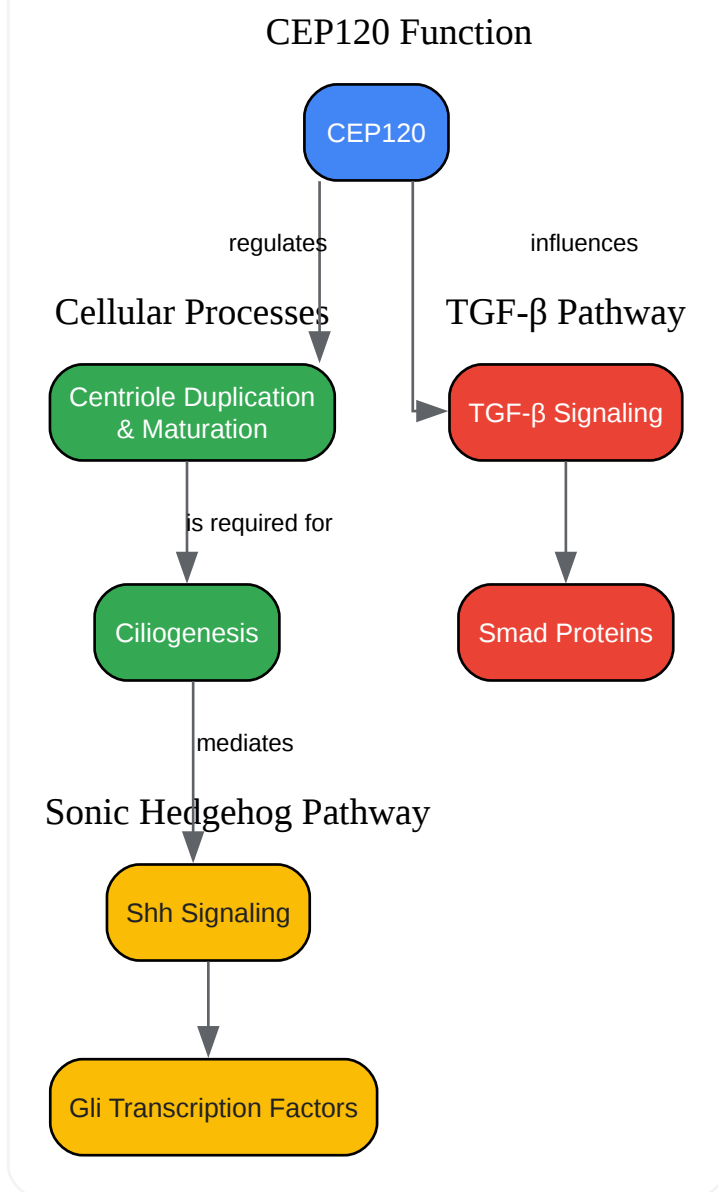 CEP120 Function
CEP120
regulates
influences
Cellular Processes
TGF-β Pathway
Centriole Duplication
& Maturation
TGF-β Signaling
is required for
Ciliogenesis
Smad Proteins
mediates
Sonic Hedgehog Pathway
Shh Signaling
Gli Transcription Factors